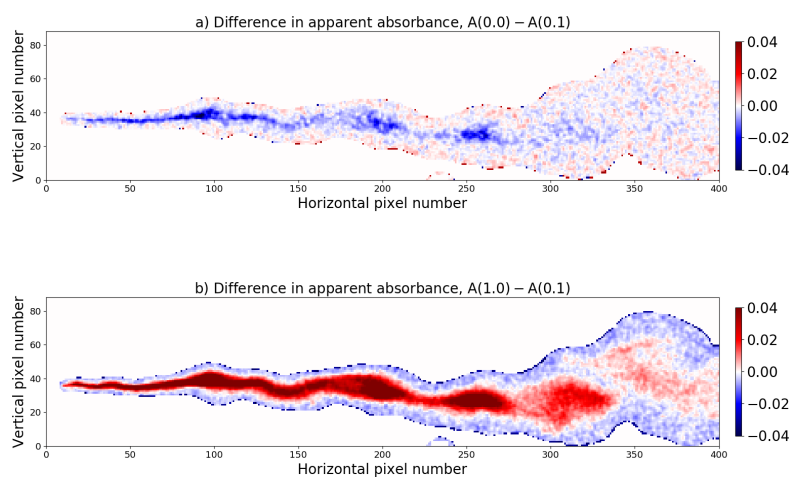 a) Difference in apparent absorbance, A(0.0) − A(0.1)
Vertical pixel number
80
60
40
20
0
0 50 100 150 200 250 300 350 400
Horizontal pixel number
0.04
0.02
0.00
−0.02
−0.04
b) Difference in apparent absorbance, A(1.0) − A(0.1)
Vertical pixel number
80
60
40
20
0
0 50 100 150 200 250 300 350 400
Horizontal pixel number
0.04
0.02
0.00
−0.02
−0.04